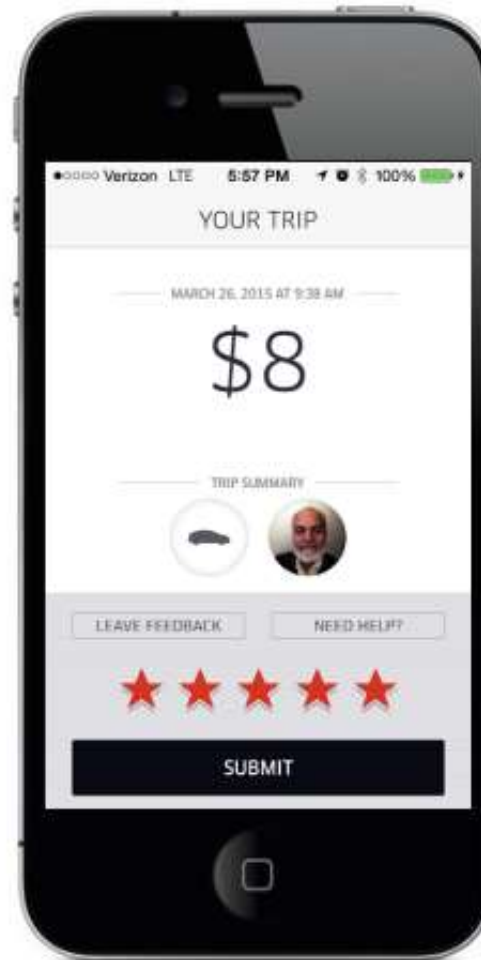 Verizon LTE 5:57 PM 100%
YOUR TRIP
MARCH 26, 2015 AT 9:38 AM
$8
TRIP SUMMARY
LEAVE FEEDBACK NEED HELP?
SUBMIT